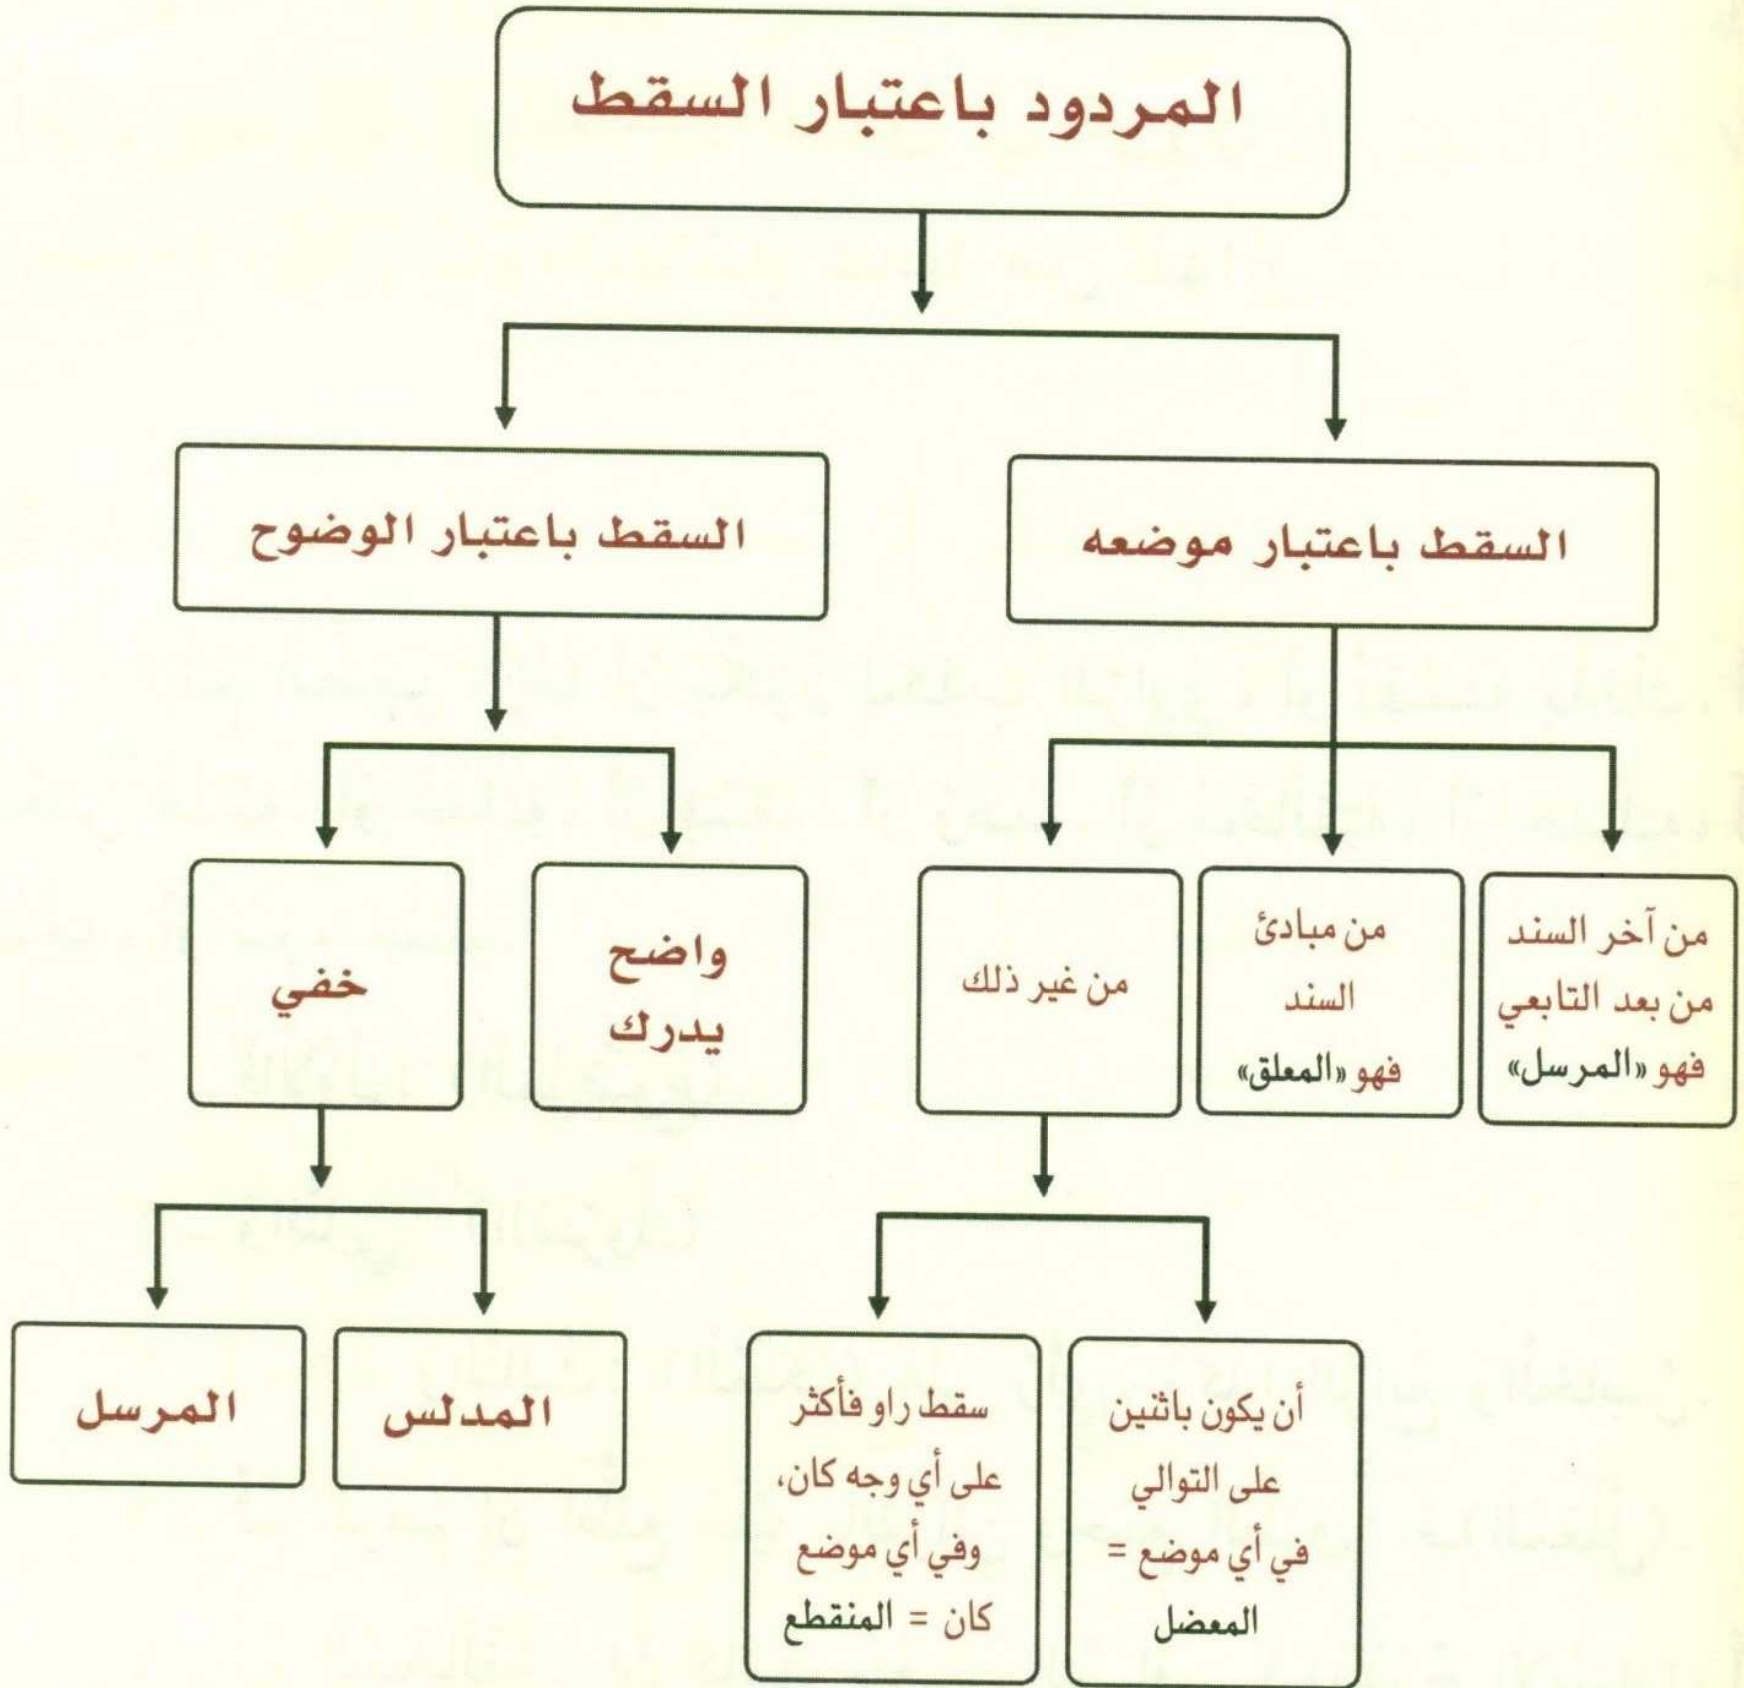 المردود باعتبار السقط
السقط باعتبار موضعه
السقط باعتبار الوضوح
من آخر السند
من بعد التابعي
فهو «المرسل»
من مبادئ
السند
فهو «المعلق»
من غير ذلك
واضح
يدرك
خفي
أن يكون باثنين
على التوالي
في أي موضع =
المعضل
سقط راو فأكثر
على أي وجه كان،
وفي أي موضع
كان = المنقطع
المدلس
المرسل